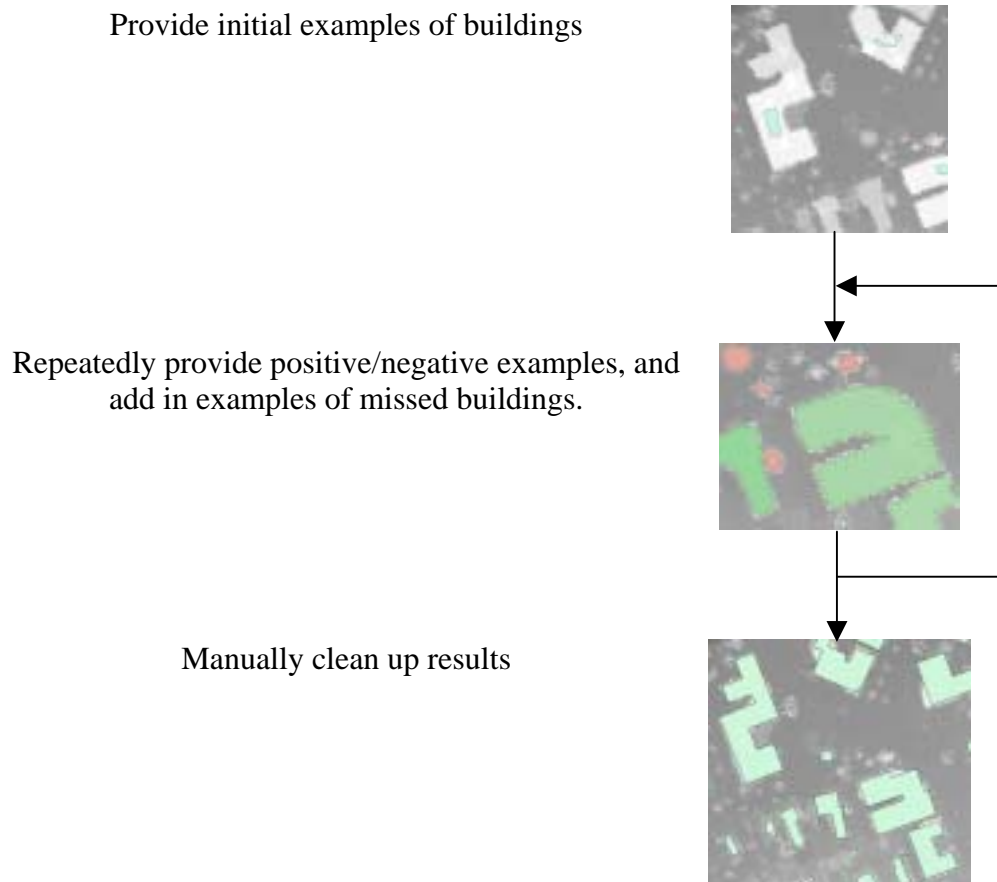 Provide initial examples of buildings
Repeatedly provide positive/negative examples, and
add in examples of missed buildings.
Manually clean up results